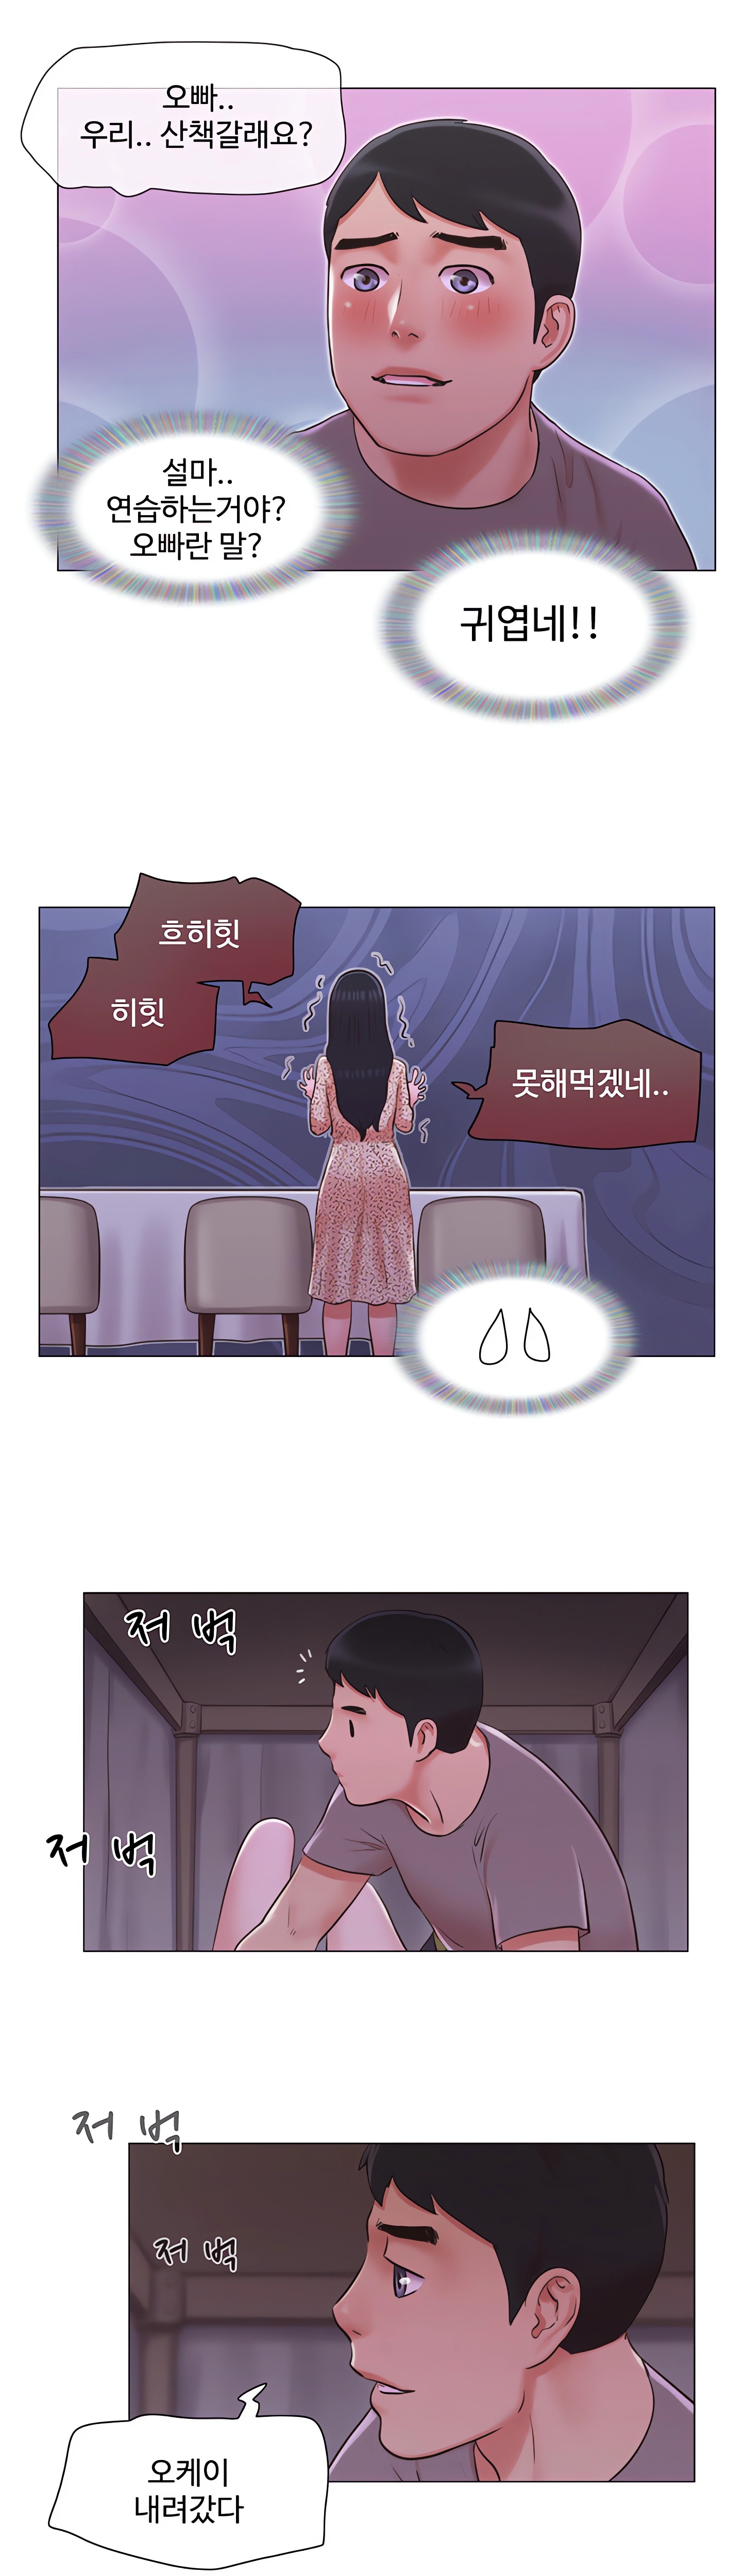 오빠..
우리.. 산책갈래요?
설마..
연습하는거야?
오빠란 말?
귀엽네!!
흐히힛
히힛
못해먹겠네..
저벅
저벅
저벅
저벅
오케이
내려갔다